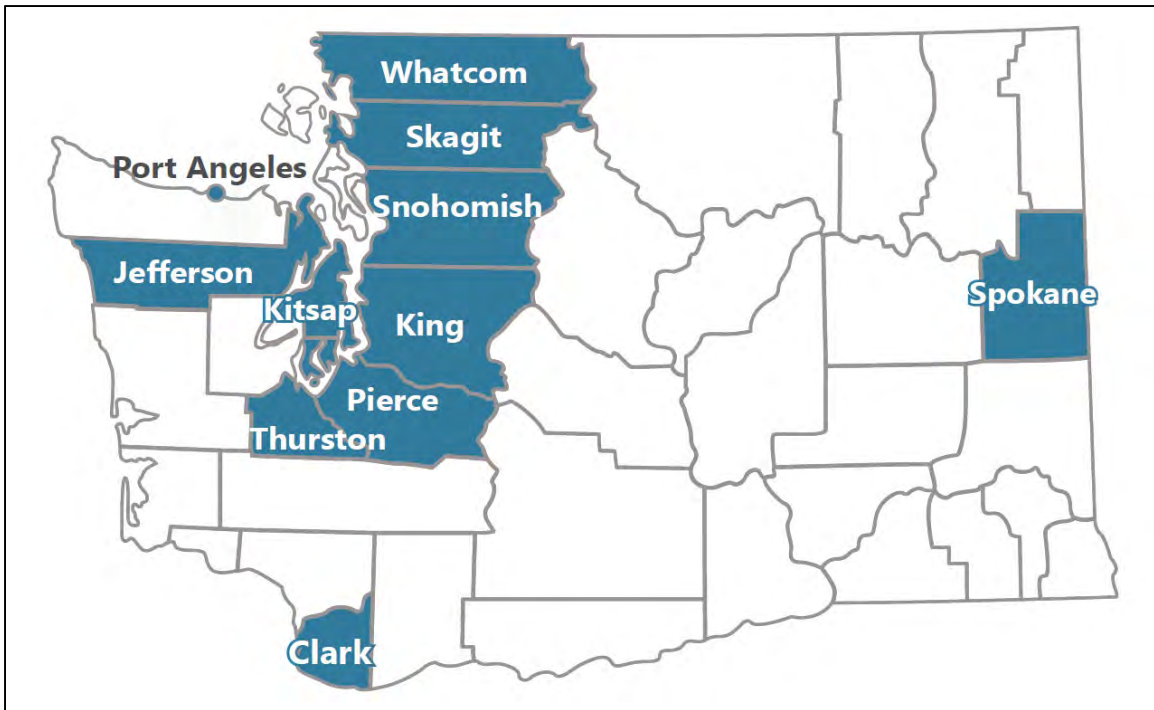 Whatcom
Skagit
Port Angeles
Snohomish
Jefferson
Spokane
Kitsap
King
Pierce
Thurston
Clark